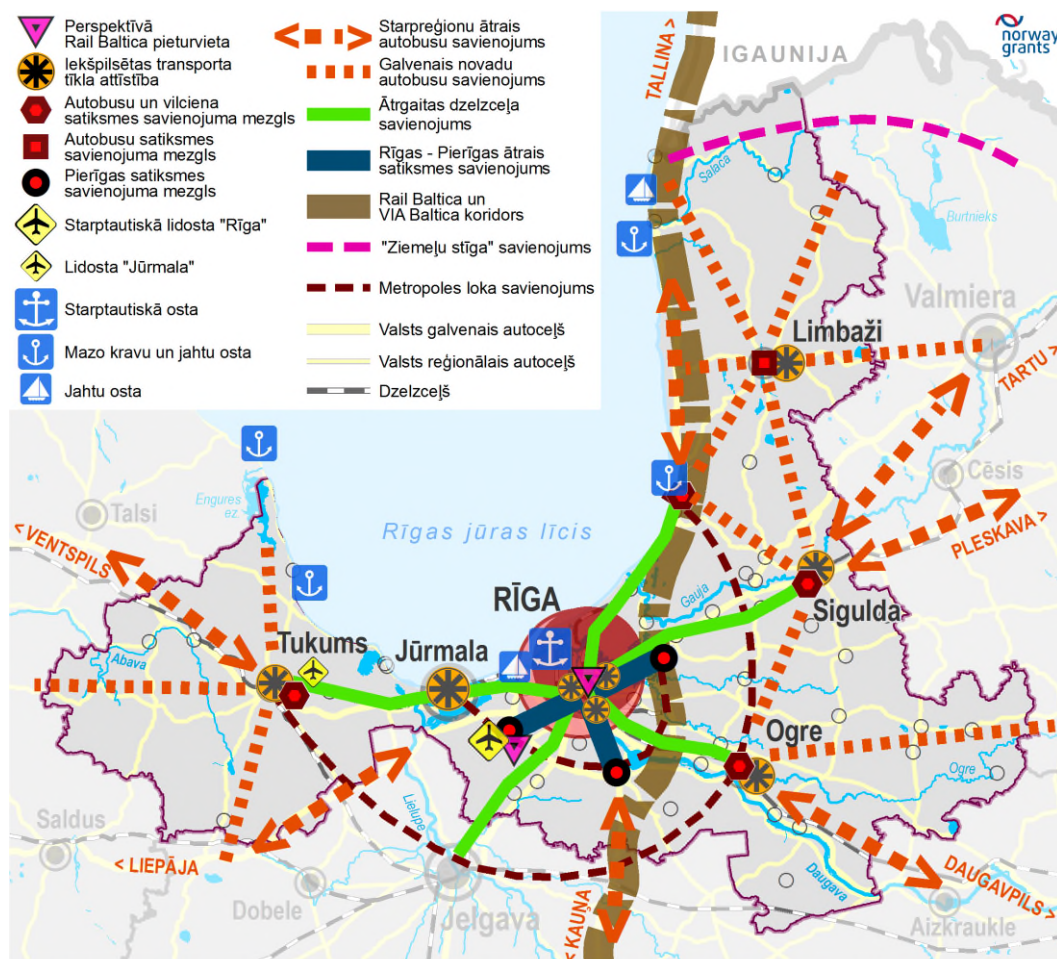 Perspektīvā
Rail Baltica pieturvieta
Iekšpilsētas transporta
tīkla attīstība
Autobusu un vilciena
satiksmes savienojuma mezgls
Autobusu satiksmes
savienojuma mezgls
Pierīgas satiksmes
savienojuma mezgls
Starptautiskā lidosta "Rīga"
Lidosta "Jūrmala"
Starptautiskā osta
Mazo kravu un jahtu osta
Jahtu osta
Starpreģionu ātrais
autobusu savienojums
Galvenais novadu
autobusu savienojums
Ātrgaitas dzelzceļa
savienojums
Rīgas - Pierīgas ātrais
satiksmes savienojums
Rail Baltica un
VIA Baltica koridors
"Ziemeļu stīga" savienojums
Metropoles loka savienojums
Valsts galvenais autoceļš
Valsts reģionālais autoceļš
Dzelzceļš
norway
grants
TALLINA >
IGAUNIJA
Salaca
Burtnieks
Valmiera
Limbaži
TARTU >
Cēsis
PLESKAVA >
Engures
ez.
Talsi
< VENTSPILS
Rīgas jūras līcis
RĪGA
Gauja
Sigulda
Tukums
Jūrmala
Abava
Ogre
Ogre
Lielupe
Saldus
< LIEPĀJA
Dobele
Jelgava
< KAUŅA
Daugava
DAUGAVPILS >
Aizkraukle